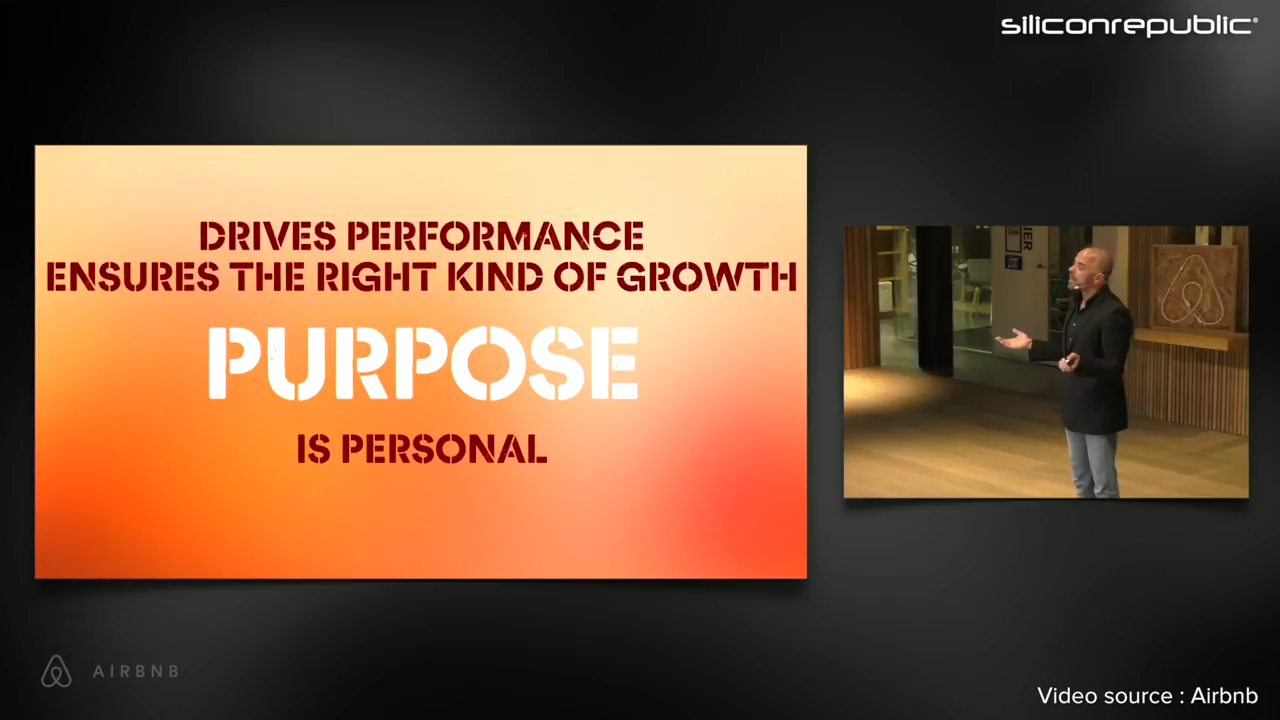 siliconrepublic®
DRIVES PERFORMANCE
ENSURES THE RIGHT KIND OF GROWTH
PURPOSE
IS PERSONAL
AIRBNB
Video source : Airbnb